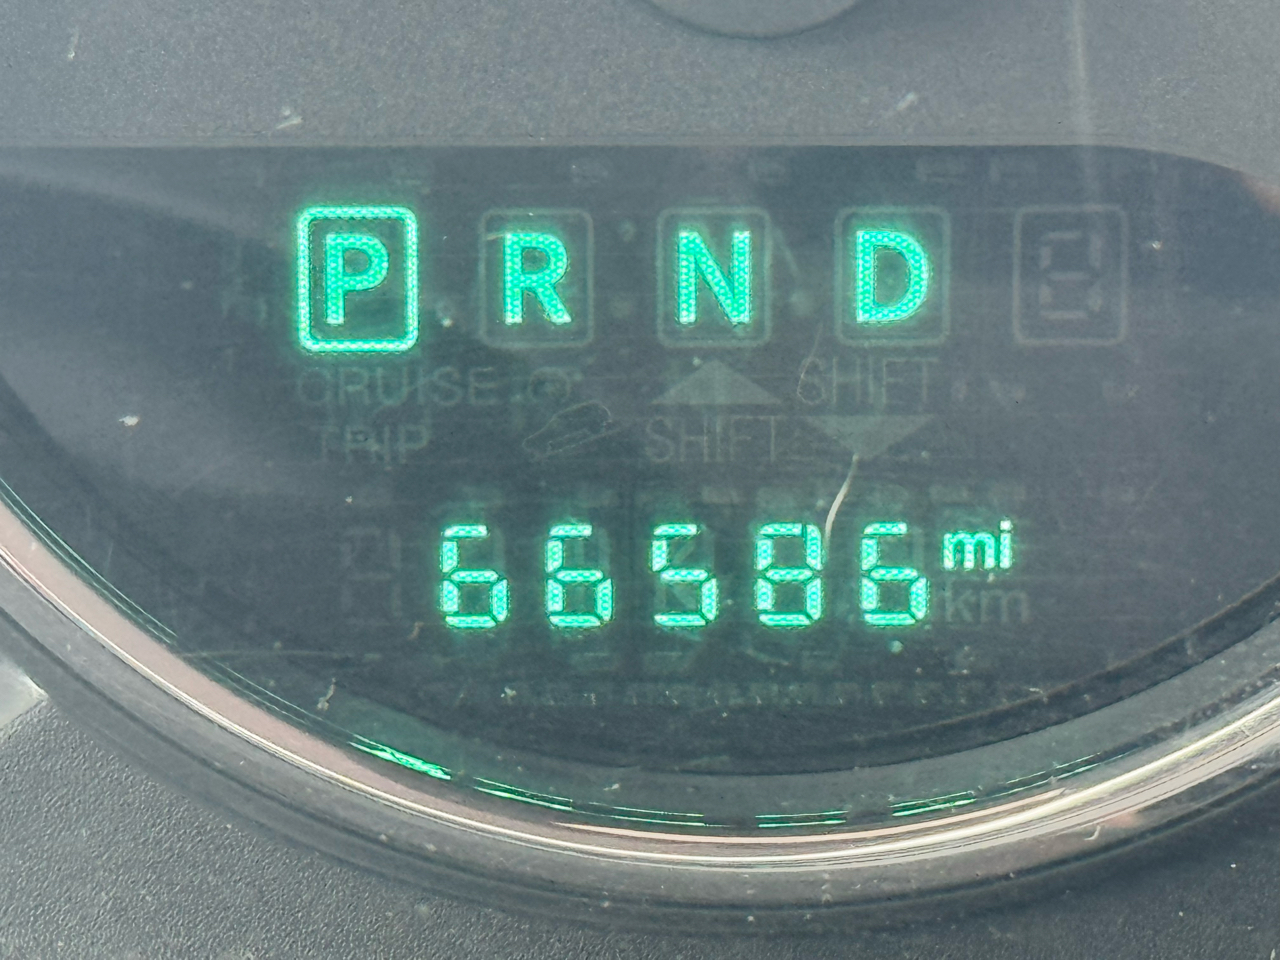 P R N D
CRUISE SHIFT
TRIP SHIFT
66586 mi
km